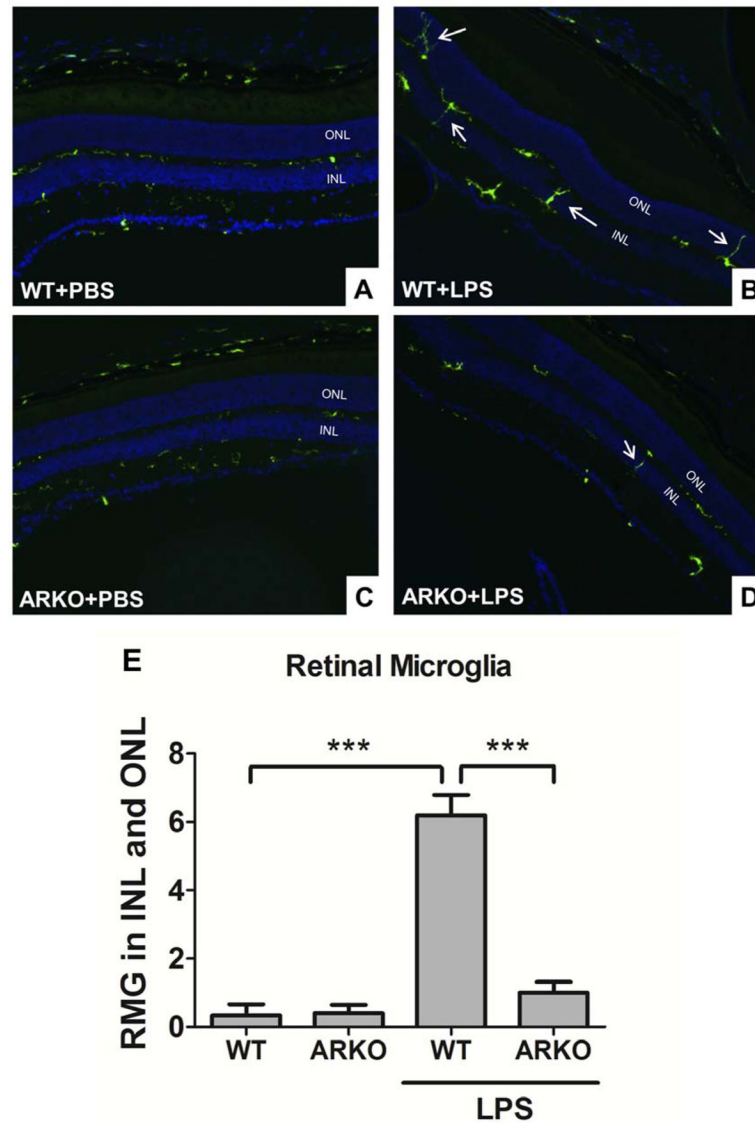 ONL
INL
WT+PBS
A
ONL
INL
WT+LPS
B
ONL
INL
ARKO+PBS
C
ONL
INL
ARKO+LPS
D
E
Retinal Microglia
RMG in INL and ONL
8
6
4
2
0
***
***
WT
ARKO
WT
ARKO
LPS